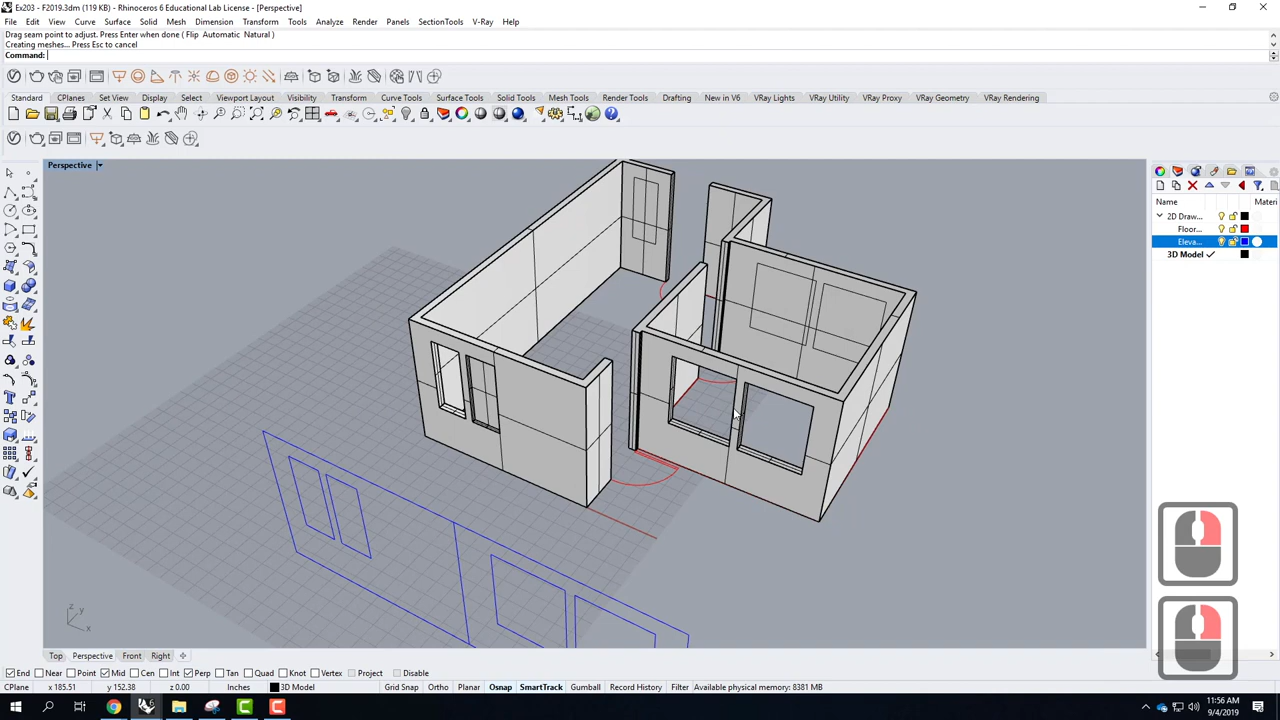 Ex203 - F2019.3dm (119 KB) - Rhinoceros 6 Educational Lab License - [Perspective]
File Edit View Curve Surface Solid Mesh Dimension Transform Tools Analyze Render Panels SectionTools V-Ray Help
Drag seam point to adjust. Press Enter when done ( Flip Automatic Natural )
Creating meshes... Press Esc to cancel
Command:
Standard CPlanes Set View Display Select Viewport Layout Visibility Transform Curve Tools Surface Tools Solid Tools Mesh Tools Render Tools Drafting New in V6 VRay Lights VRay Utility VRay Proxy VRay Geometry VRay Rendering
Perspective
Name Materi
2D Draw...
Floor...
Eleva...
3D Model
z y
x
Top Perspective Front Right
End Near Point Mid Cen Int Perp Tan Quad Knot Vertex Project Disable
CPlane x 185.51 y 152.38 z 0.00 Inches 3D Model Grid Snap Ortho Planar Osnap SmartTrack Gumball Record History Filter Available physical memory: 8381 MB
11:56 AM
9/4/2019